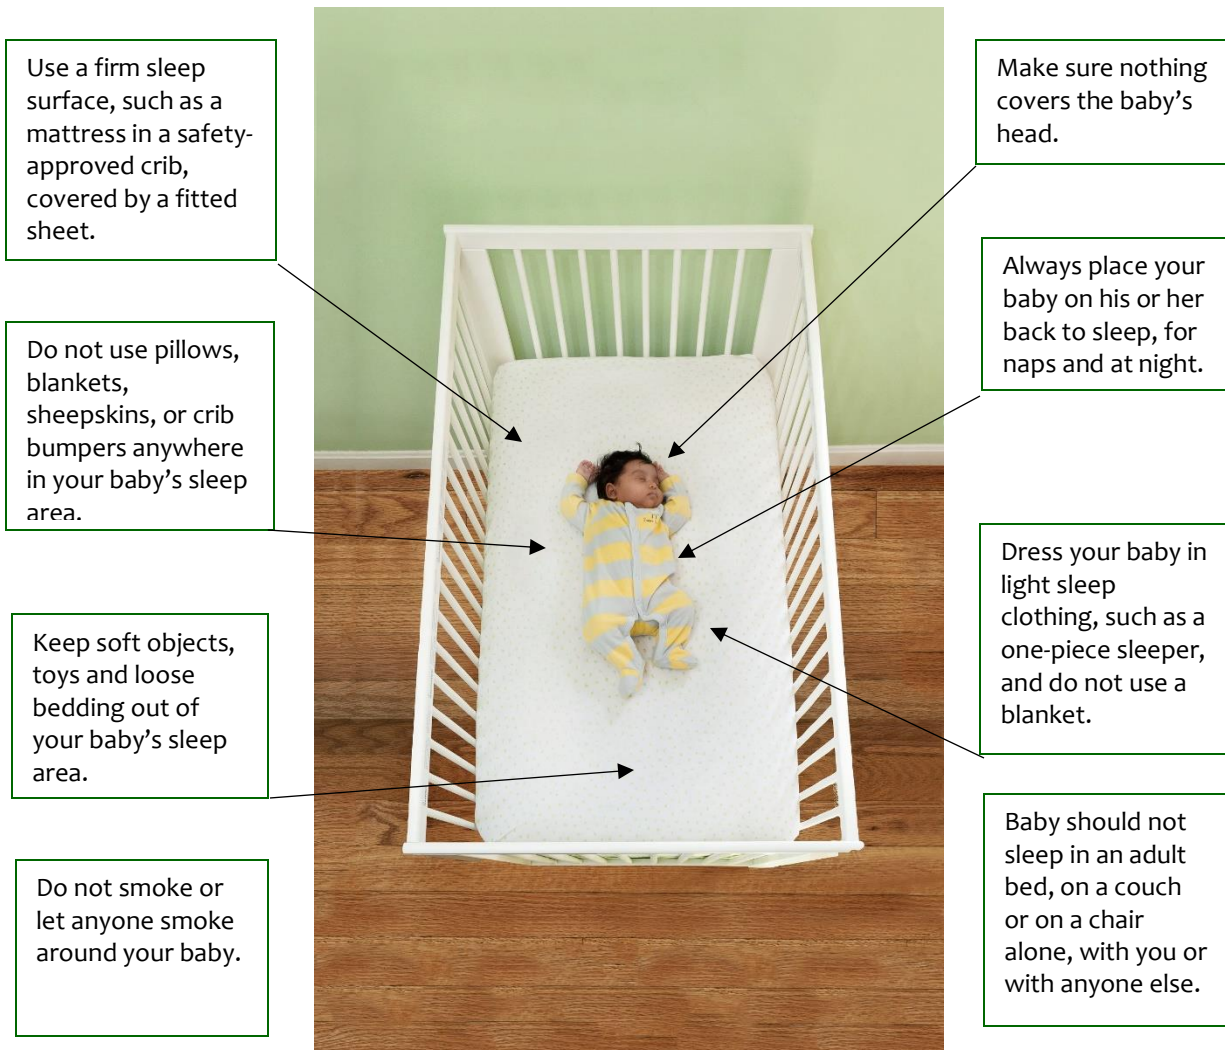 Use a firm sleep
surface, such as a
mattress in a safety-
approved crib,
covered by a fitted
sheet.
Do not use pillows,
blankets,
sheepskins, or crib
bumpers anywhere
in your baby’s sleep
area.
Keep soft objects,
toys and loose
bedding out of
your baby’s sleep
area.
Do not smoke or
let anyone smoke
around your baby.
Make sure nothing
covers the baby’s
head.
Always place your
baby on his or her
back to sleep, for
naps and at night.
Dress your baby in
light sleep
clothing, such as a
one-piece sleeper,
and do not use a
blanket.
Baby should not
sleep in an adult
bed, on a couch
or on a chair
alone, with you or
with anyone else.